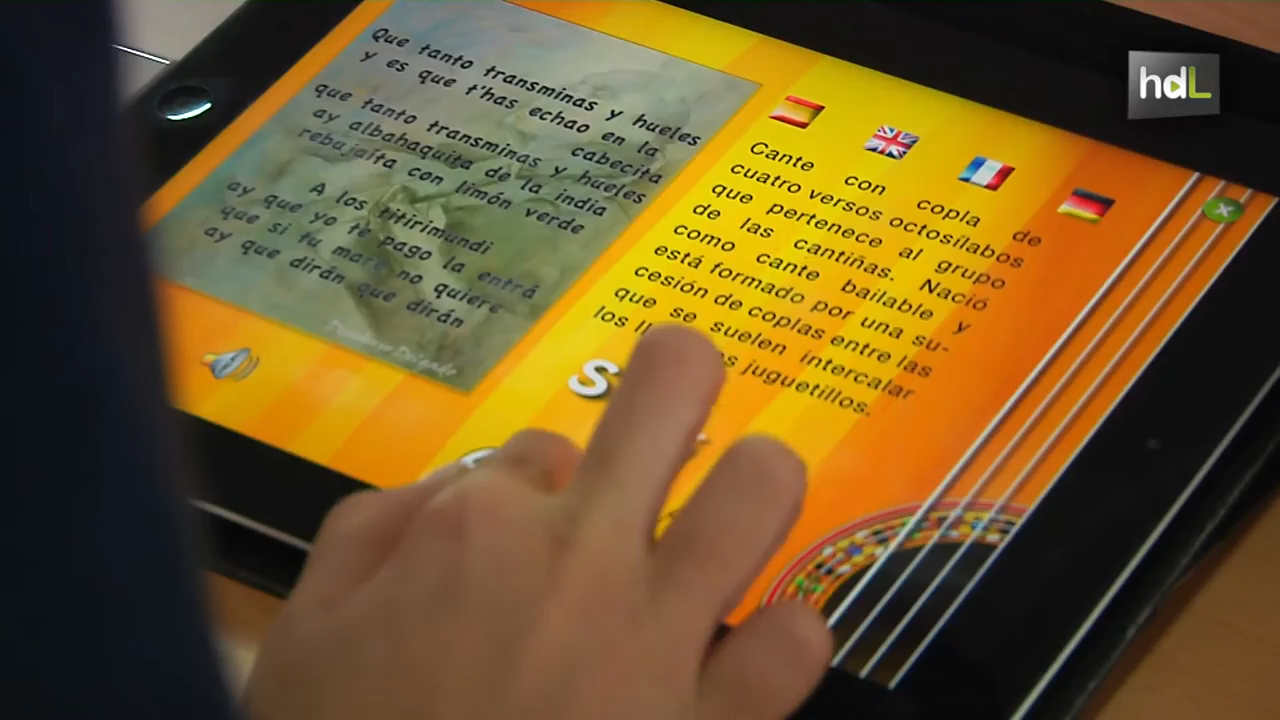 Que tanto transminas y hueles
y es que t'has echao en la
cabecita
que tanto transminas y hueles
ay albahaquita de la india
rebujaíta con limón verde
A los titirimundi
ay que yo te pago la entrá
que si tu mare no quiere
ay que dirán que dirán
Delgado
Cante con copla de
cuatro versos octosílabos
que pertenece al grupo
de las cantiñas. Nació
como cante bailable y
está formado por una su-
cesión de coplas entre las
que se suelen intercalar
los juguetillos.
hdL